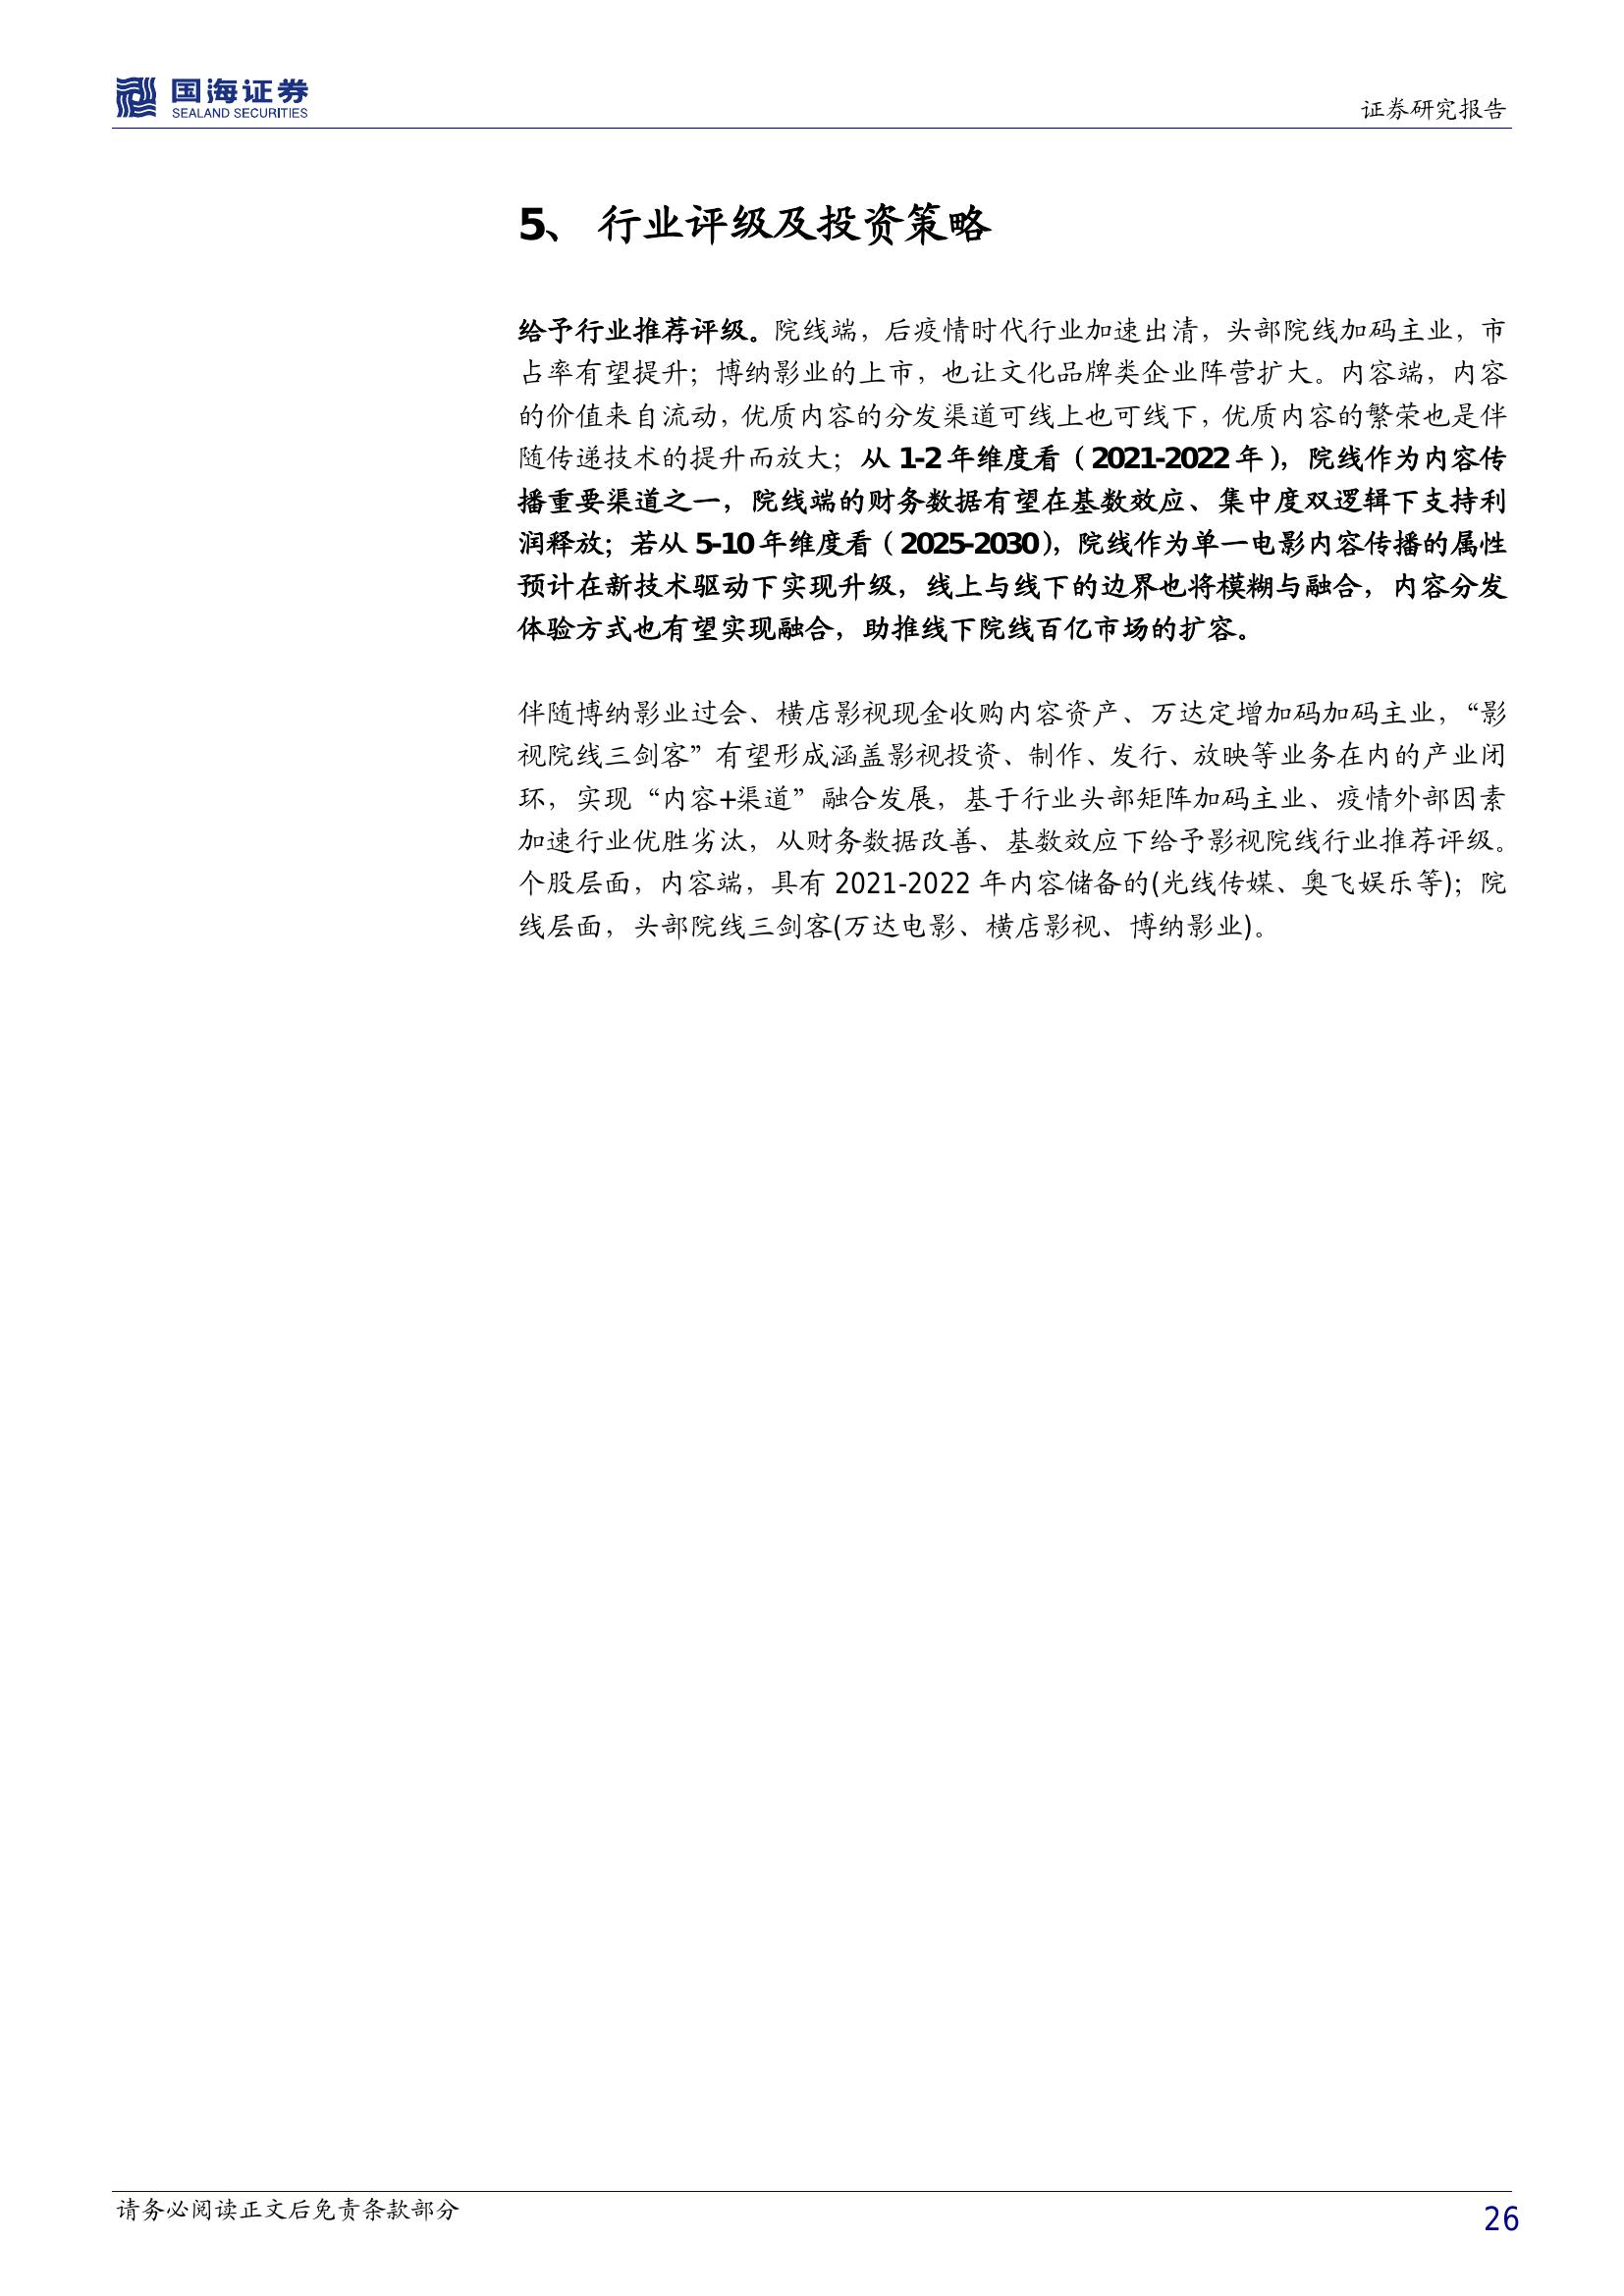 国海证券
SEALAND SECURITIES
证券研究报告
5、 行业评级及投资策略
给予行业推荐评级。院线端，后疫情时代行业加速出清，头部院线加码主业，市
占率有望提升；博纳影业的上市，也让文化品牌类企业阵营扩大。内容端，内容
的价值来自流动，优质内容的分发渠道可线上也可线下，优质内容的繁荣也是伴
随传递技术的提升而放大；从 1-2 年维度看（2021-2022 年），院线作为内容传
播重要渠道之一，院线端的财务数据有望在基数效应、集中度双逻辑下支持利
润释放；若从 5-10 年维度看（2025-2030），院线作为单一电影内容传播的属性
预计在新技术驱动下实现升级，线上与线下的边界也将模糊与融合，内容分发
体验方式也有望实现融合，助推线下院线百亿市场的扩容。
伴随博纳影业过会、横店影视现金收购内容资产、万达定增加码加码主业，“影
视院线三剑客”有望形成涵盖影视投资、制作、发行、放映等业务在内的产业闭
环，实现“内容+渠道”融合发展，基于行业头部矩阵加码主业、疫情外部因素
加速行业优胜劣汰，从财务数据改善、基数效应下给予影视院线行业推荐评级。
个股层面，内容端，具有 2021-2022 年内容储备的(光线传媒、奥飞娱乐等)；院
线层面，头部院线三剑客(万达电影、横店影视、博纳影业)。
请务必阅读正文后免责条款部分
26